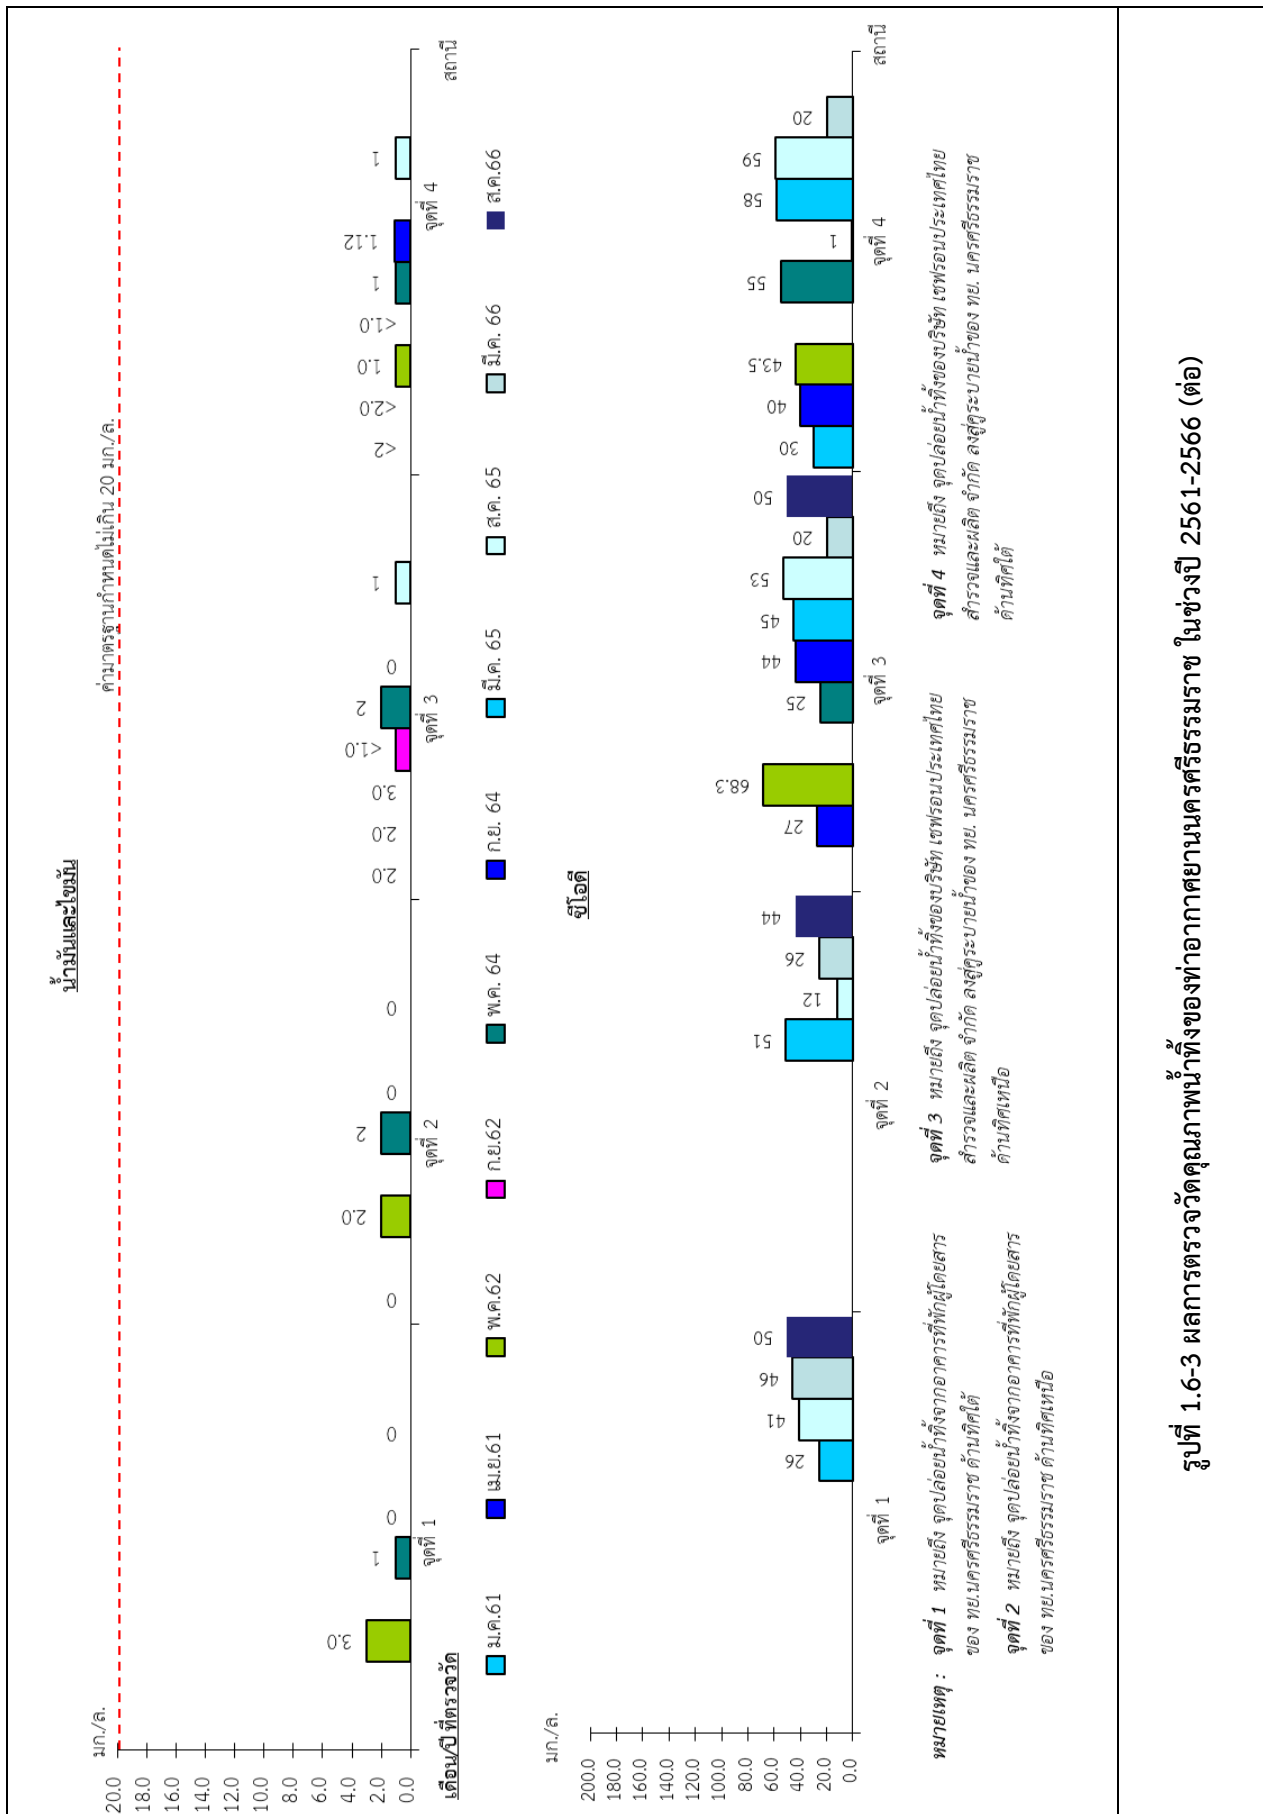 น้ำมันและไขมัน
มก./ล.
ค่ามาตรฐานกำหนดไม่เกิน 20 มก./ล.
20.0
18.0
16.0
14.0
12.0
10.0
8.0
6.0
4.0
2.0
0.0
3.0 1 0 0
0 2.0 2 0 0
2.0 2.0 3.0 <1.0 2 0 1
<2 <2.0 1.0 <1.0 1 1.12 1
จุดที่ 1 จุดที่ 2 จุดที่ 3 จุดที่ 4 สถานี
เดือน/ปี ที่ตรวจวัด
ม.ค.61 เม.ย.61 พ.ค.62 ก.ย.62 พ.ค. 64 ก.ย. 64 มี.ค. 65 ส.ค. 65 มี.ค. 66 ส.ค.66
ซีโอดี
มก./ล.
200.0
180.0
160.0
140.0
120.0
100.0
80.0
60.0
40.0
20.0
0.0
26 41 46 50
51 12 26 44
27 68.3 25 44 45 53 20 50
30 40 43.5 55 1 58 59 20
จุดที่ 1 จุดที่ 2 จุดที่ 3 จุดที่ 4 สถานี
หมายเหตุ : จุดที่ 1 หมายถึง จุดปล่อยน้ำทิ้งจากอาคารที่พักผู้โดยสาร
ของ ทย.นครศรีธรรมราช ด้านทิศใต้
จุดที่ 2 หมายถึง จุดปล่อยน้ำทิ้งจากอาคารที่พักผู้โดยสาร
ของ ทย.นครศรีธรรมราช ด้านทิศเหนือ
จุดที่ 3 หมายถึง จุดปล่อยน้ำทิ้งของบริษัท เชฟรอนประเทศไทย
สำรวจและผลิต จำกัด ลงสู่คูระบายน้ำของ ทย. นครศรีธรรมราช
ด้านทิศเหนือ
จุดที่ 4 หมายถึง จุดปล่อยน้ำทิ้งของบริษัท เชฟรอนประเทศไทย
สำรวจและผลิต จำกัด ลงสู่คูระบายน้ำของ ทย. นครศรีธรรมราช
ด้านทิศใต้
รูปที่ 1.6-3 ผลการตรวจวัดคุณภาพน้ำทิ้งของท่าอากาศยานนครศรีธรรมราช ในช่วงปี 2561-2566 (ต่อ)